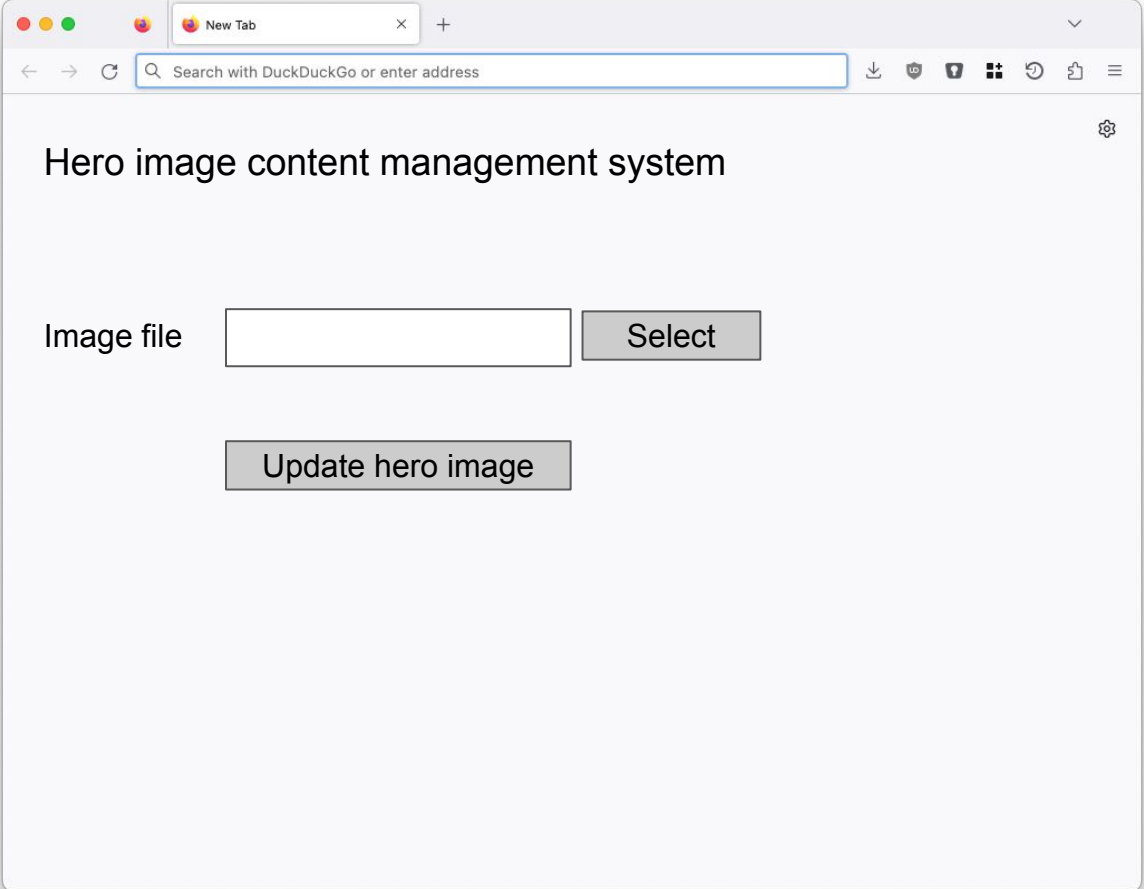 New Tab
Search with DuckDuckGo or enter address
Hero image content management system
Image file
Select
Update hero image